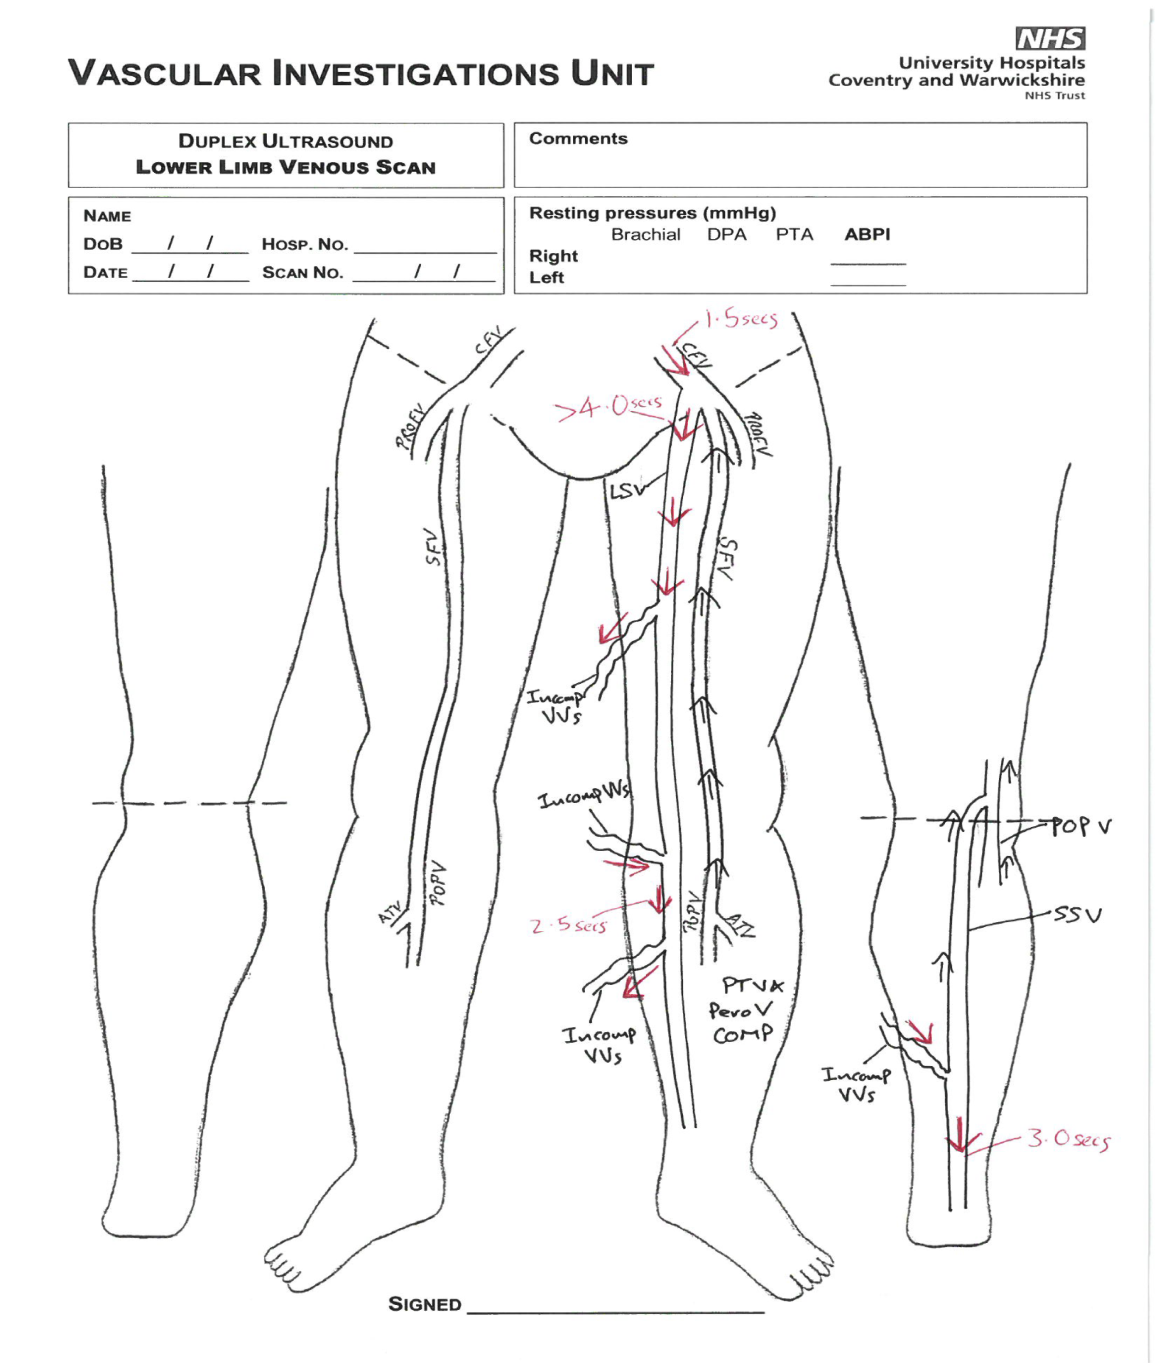 NHS
University Hospitals
Coventry and Warwickshire
NHS Trust
VASCULAR INVESTIGATIONS UNIT
DUPLEX ULTRASOUND
LOWER LIMB VENOUS SCAN
Comments
NAME
DOB / / HOSP. NO.
DATE / / SCAN NO. / /
Resting pressures (mmHg)
Brachial DPA PTA ABPI
Right
Left
1.5secs
CFV
CFV
>4.0secs
PROFV
PROFV
LSV
SFV
SFV
Incomp
VVs
Incomp VVs
POPV
POPV
ATV
ATV
2.5secs
POP V
SSV
PTVA
Pero V
COMP
Incomp
VVs
Incomp
VVs
3.0secs
SIGNED